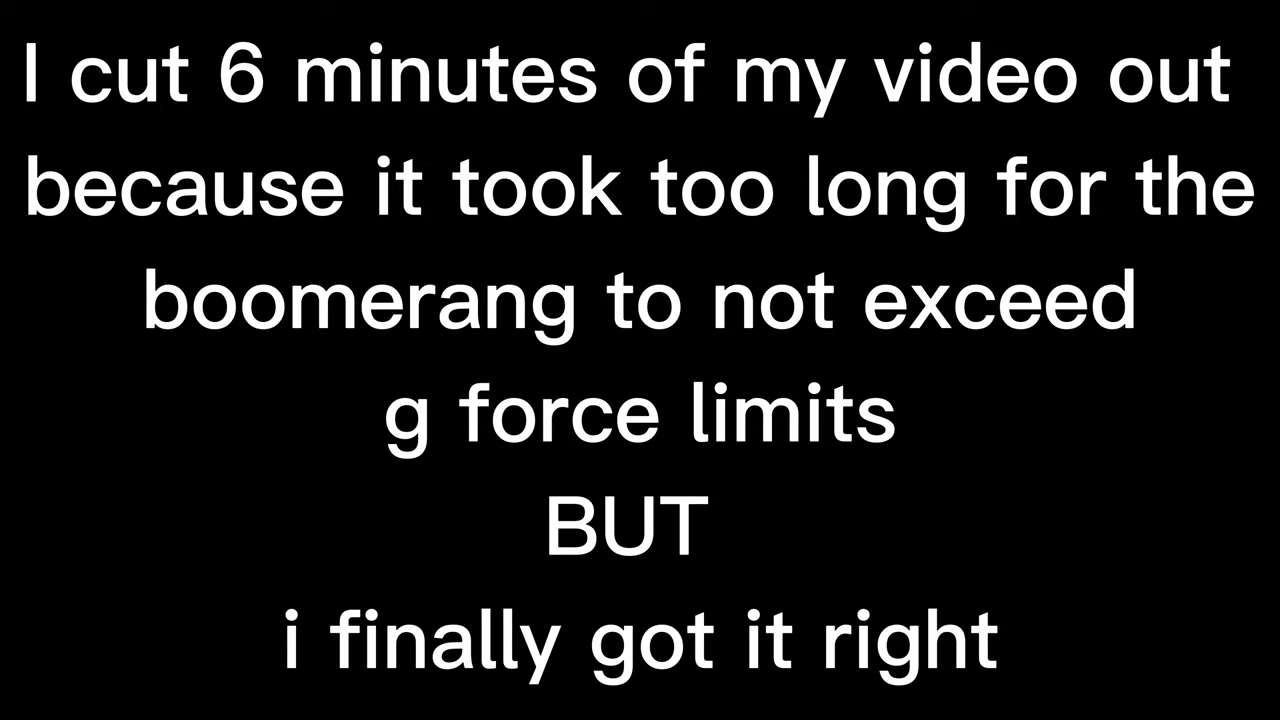 I cut 6 minutes of my video out
because it took too long for the
boomerang to not exceed
g force limits
BUT
i finally got it right